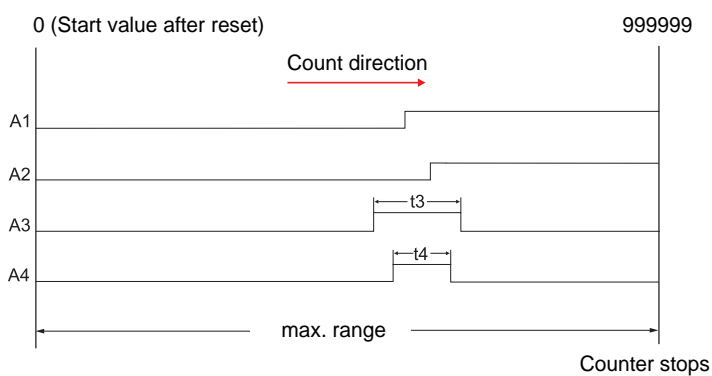 0 (Start value after reset)
999999
Count direction
A1
A2
t3
A3
t4
A4
max. range
Counter stops